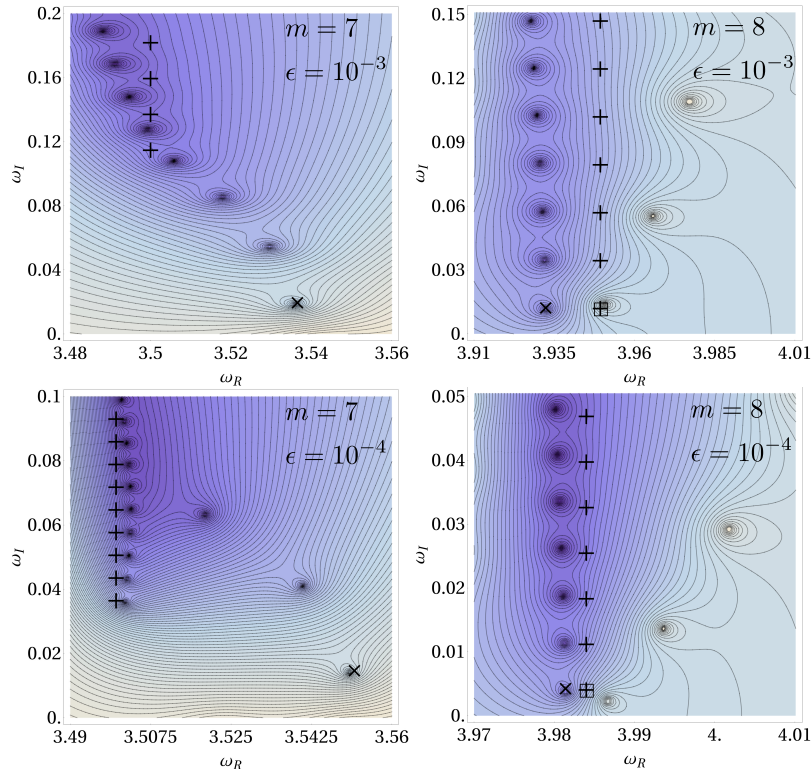 m = 7
ϵ = 10⁻³
0.2
0.16
0.12
0.08
0.04
0.
ω_I
3.48 3.5 3.52 3.54 3.56
ω_R
m = 8
ϵ = 10⁻³
0.15
0.12
0.09
0.06
0.03
0.
ω_I
3.91 3.935 3.96 3.985 4.01
ω_R
m = 7
ϵ = 10⁻⁴
0.1
0.08
0.06
0.04
0.02
0.
ω_I
3.49 3.5075 3.525 3.5425 3.56
ω_R
m = 8
ϵ = 10⁻⁴
0.05
0.04
0.03
0.02
0.01
0.
ω_I
3.97 3.98 3.99 4. 4.01
ω_R